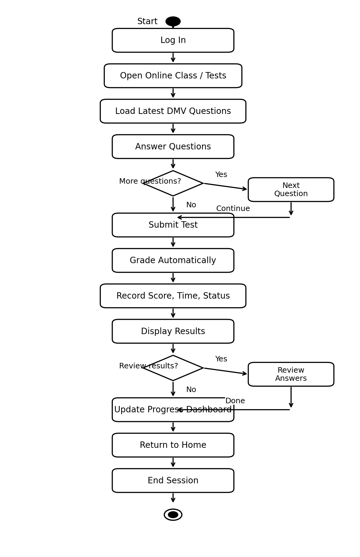 Start
Log In
Open Online Class / Tests
Load Latest DMV Questions
Answer Questions
More questions?
Yes
Next
Question
No
Continue
Submit Test
Grade Automatically
Record Score, Time, Status
Display Results
Review results?
Yes
Review
Answers
No
Done
Update Progress Dashboard
Return to Home
End Session